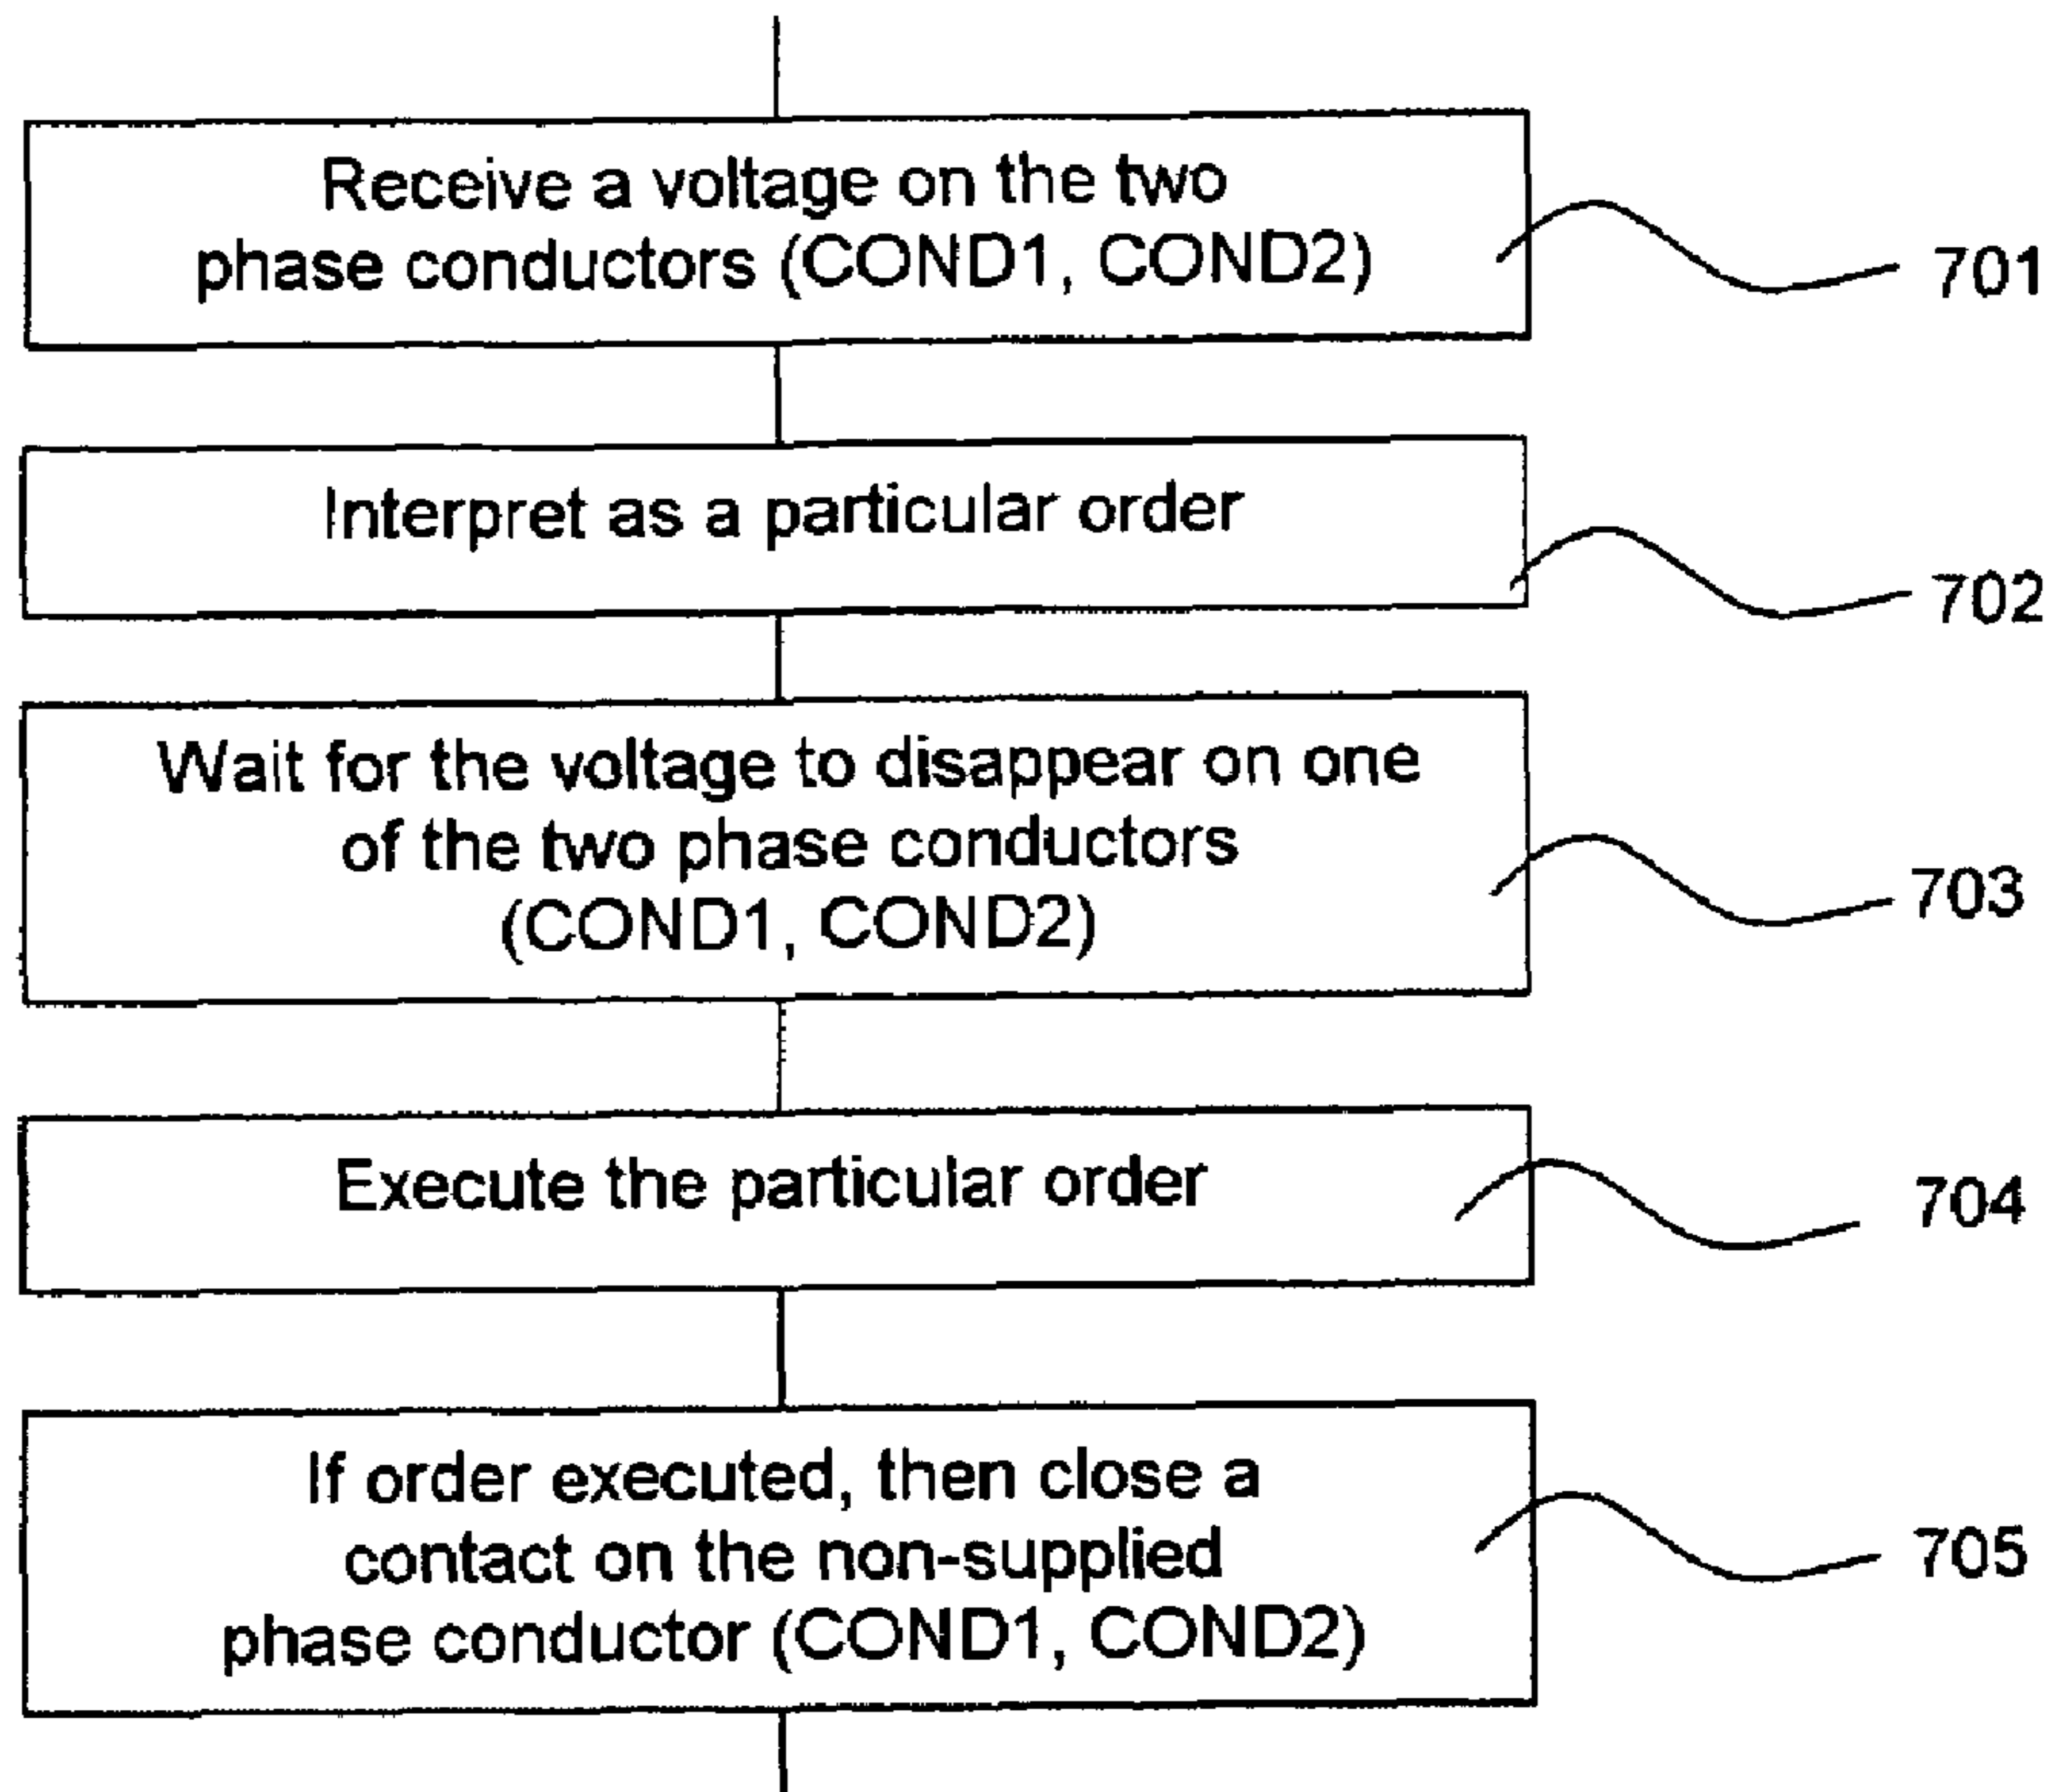 Receive a voltage on the two
phase conductors (COND1, COND2)
701
Interpret as a particular order
702
Wait for the voltage to disappear on one
of the two phase conductors
(COND1, COND2)
703
Execute the particular order
704
If order executed, then close a
contact on the non-supplied
phase conductor (COND1, COND2)
705